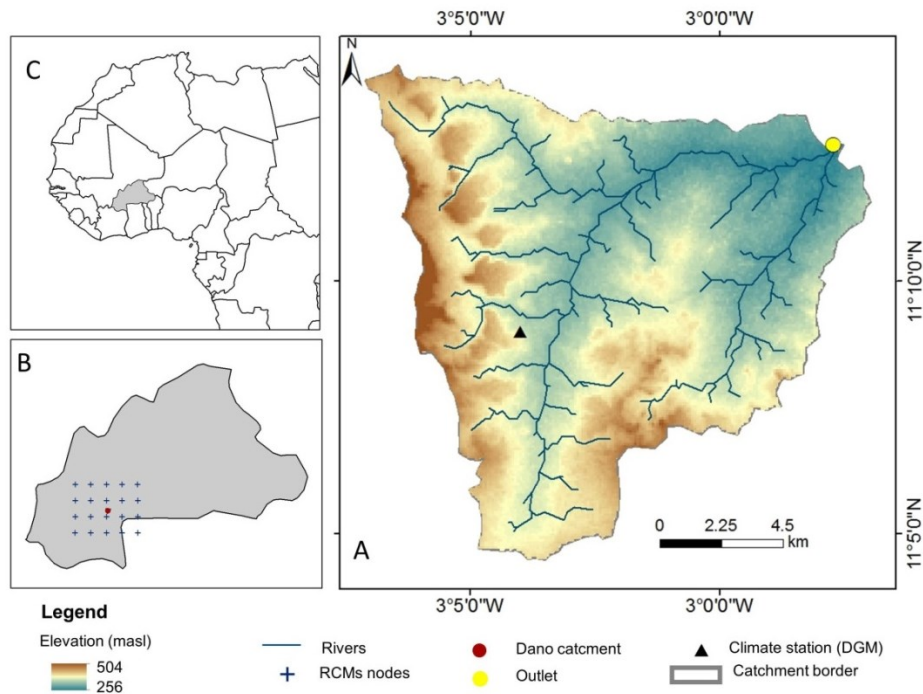 3°5'0"W 3°0'0"W
C
N
11°10'0"N
B
A
0 2.25 4.5
km
11°5'0"N
3°5'0"W 3°0'0"W
Legend
Elevation (masl)
504
256
Rivers
RCMs nodes
Dano catcment
Outlet
Climate station (DGM)
Catchment border